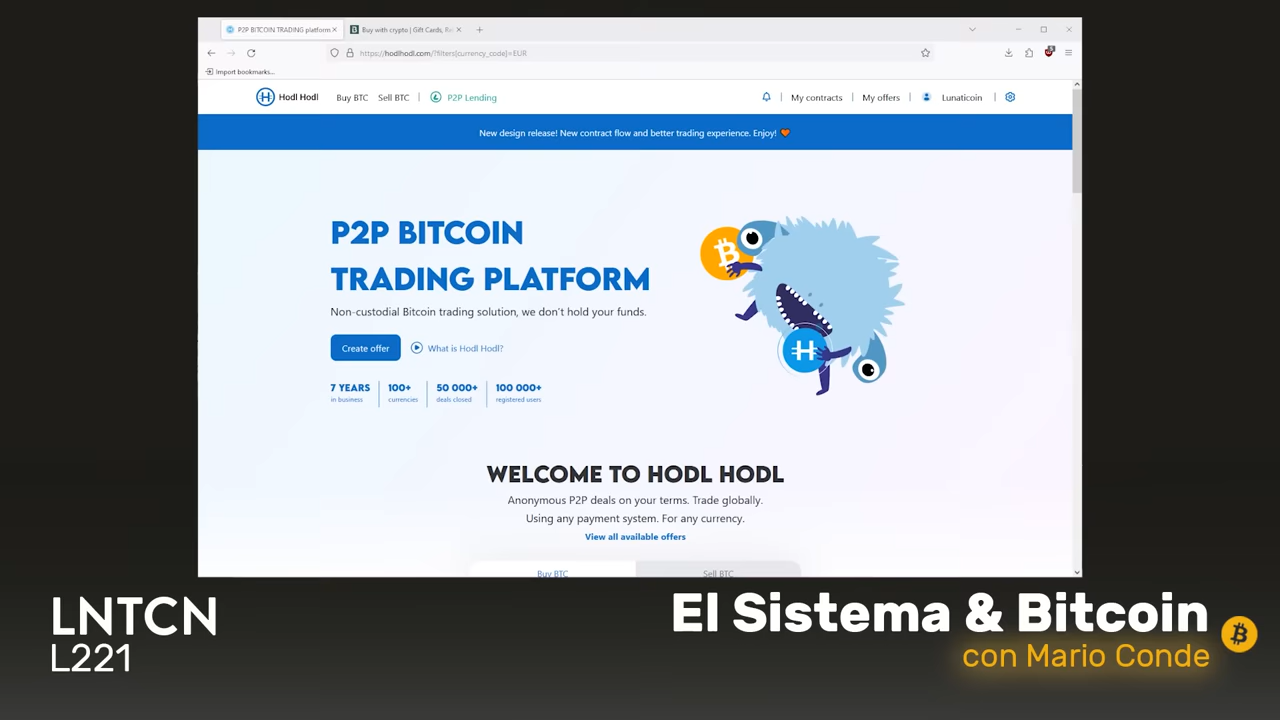 P2P BITCOIN TRADING platform
Buy with crypto | Gift Cards, Re
https://hodlhodl.com/?filters[currency_code]=EUR
Import bookmarks...
Hodl Hodl
Buy BTC
Sell BTC
P2P Lending
My contracts
My offers
Lunaticoin
New design release! New contract flow and better trading experience. Enjoy!
P2P BITCOIN
TRADING PLATFORM
Non-custodial Bitcoin trading solution, we don't hold your funds.
Create offer
What is Hodl Hodl?
7 YEARS
in business
100+
currencies
50 000+
deals closed
100 000+
registered users
WELCOME TO HODL HODL
Anonymous P2P deals on your terms. Trade globally.
Using any payment system. For any currency.
View all available offers
Buy BTC
Sell BTC
LNTCN
L221
El Sistema & Bitcoin
con Mario Conde